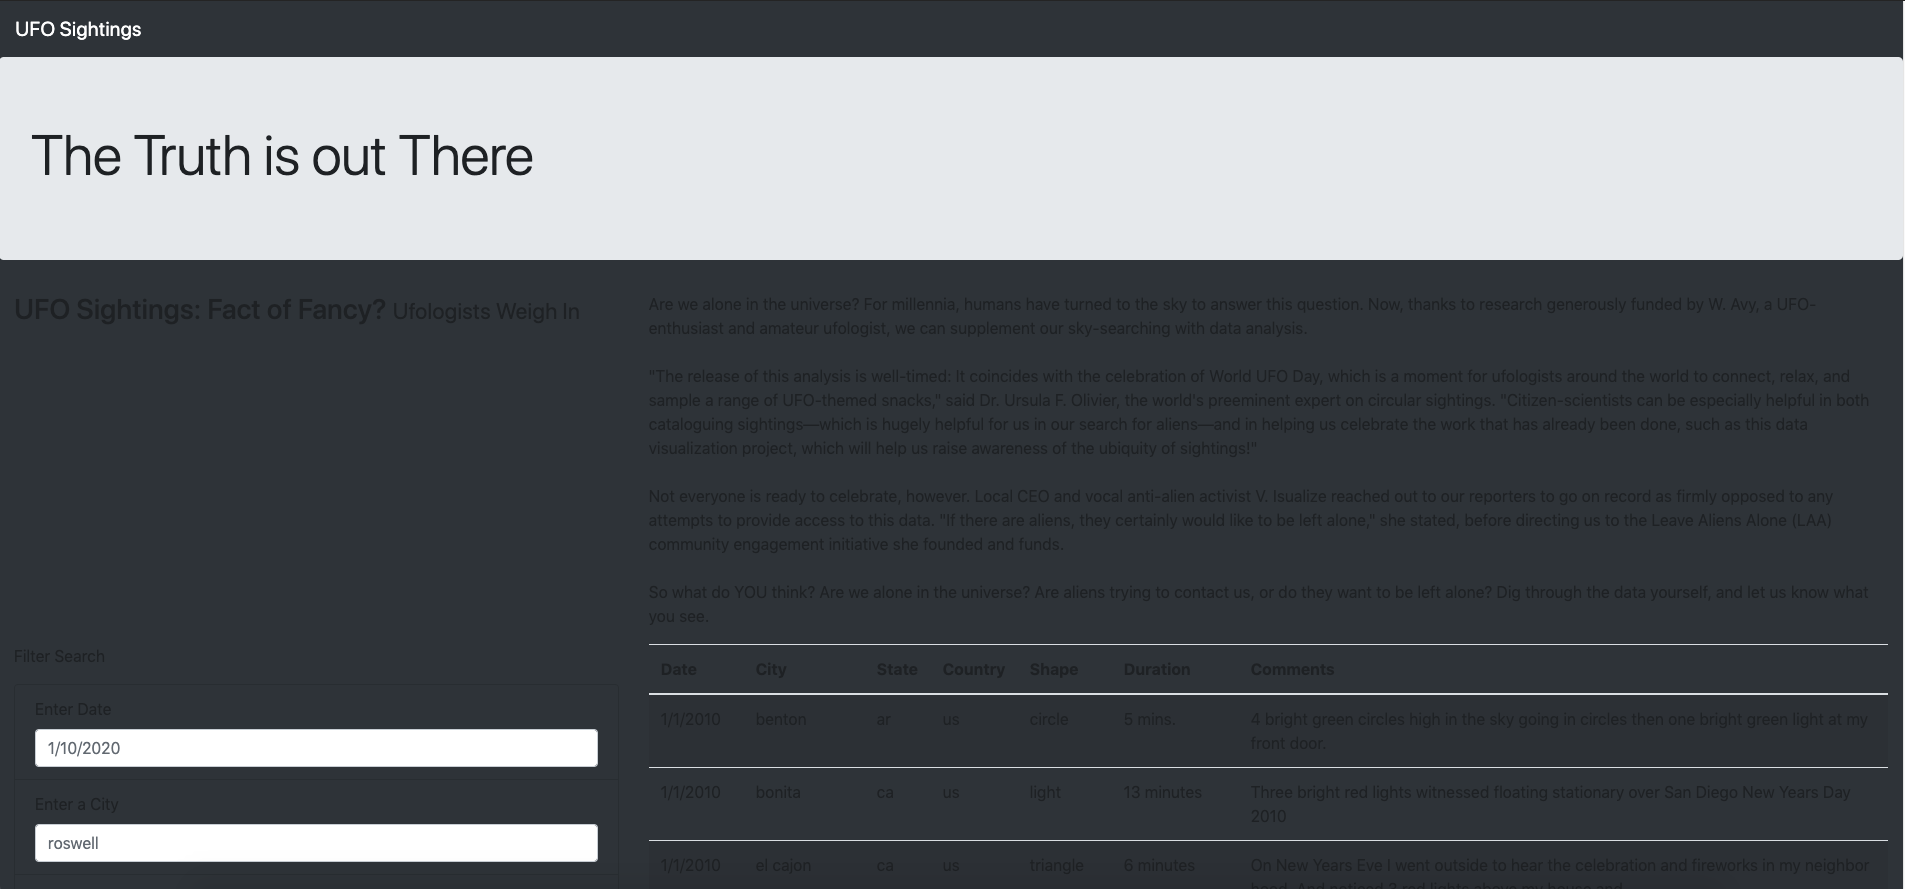 UFO Sightings
The Truth is out There
UFO Sightings: Fact of Fancy? Ufologists Weigh In
Are we alone in the universe? For millennia, humans have turned to the sky to answer this question. Now, thanks to research generously funded by W. Avy, a UFO-
enthusiast and amateur ufologist, we can supplement our sky-searching with data analysis.
"The release of this analysis is well-timed: It coincides with the celebration of World UFO Day, which is a moment for ufologists around the world to connect, relax, and
sample a range of UFO-themed snacks," said Dr. Ursula F. Olivier, the world's preeminent expert on circular sightings. "Citizen-scientists can be especially helpful in both
cataloguing sightings—which is hugely helpful for us in our search for aliens—and in helping us celebrate the work that has already been done, such as this data
visualization project, which will help us raise awareness of the ubiquity of sightings!"
Not everyone is ready to celebrate, however. Local CEO and vocal anti-alien activist V. Isualize reached out to our reporters to go on record as firmly opposed to any
attempts to provide access to this data. "If there are aliens, they certainly would like to be left alone," she stated, before directing us to the Leave Aliens Alone (LAA)
community engagement initiative she founded and funds.
So what do YOU think? Are we alone in the universe? Are aliens trying to contact us, or do they want to be left alone? Dig through the data yourself, and let us know what
you see.
Filter Search
Enter Date
1/10/2020
Enter a City
roswell
Date City State Country Shape Duration Comments
1/1/2010 benton ar us circle 5 mins. 4 bright green circles high in the sky going in circles then one bright green light at my
front door.
1/1/2010 bonita ca us light 13 minutes Three bright red lights witnessed floating stationary over San Diego New Years Day
2010
1/1/2010 el cajon ca us triangle 6 minutes On New Years Eve I went outside to hear the celebration and fireworks in my neighbor
hood. And noticed 3 red lights above my house and